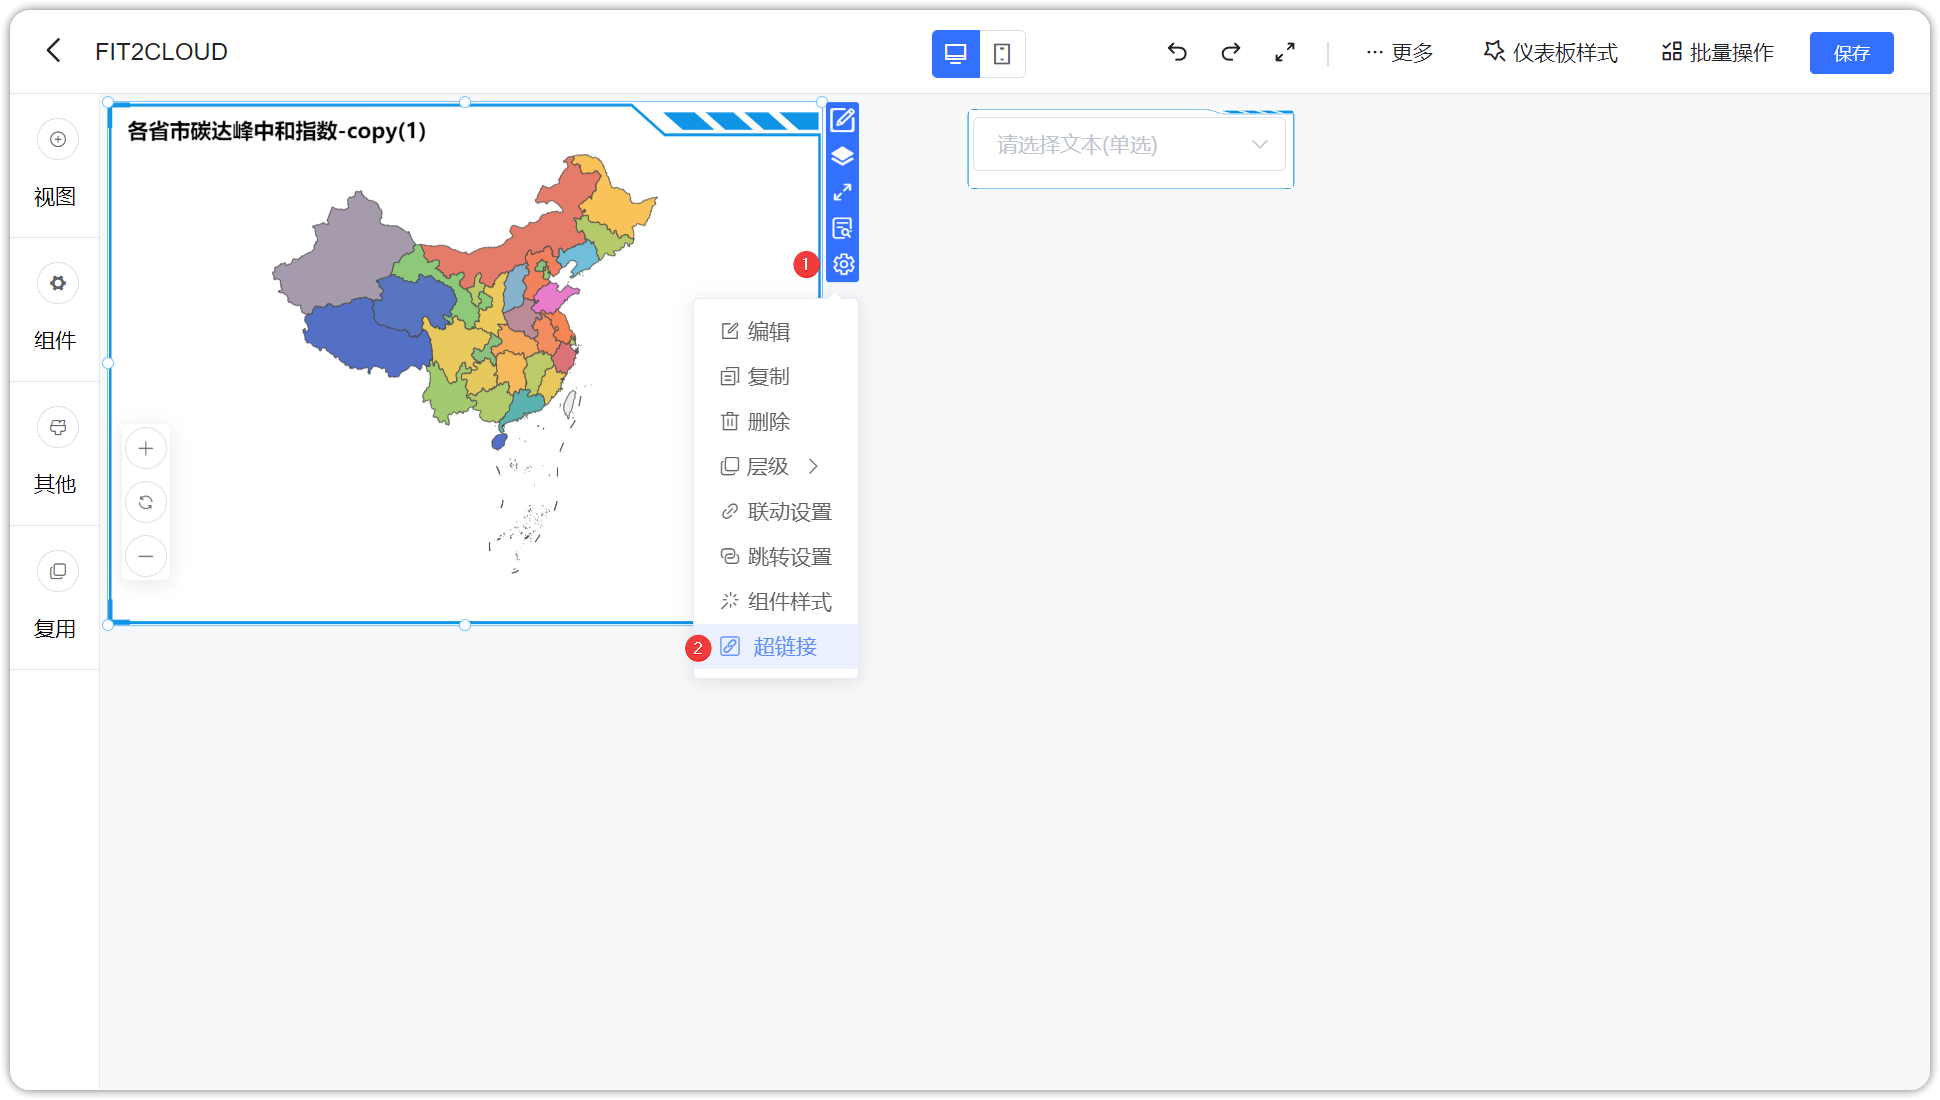 FIT2CLOUD
更多
仪表板样式
批量操作
保存
视图
组件
其他
复用
各省市碳达峰中和指数-copy(1)
请选择文本(单选)
1
编辑
复制
删除
层级
联动设置
跳转设置
组件样式
2
超链接